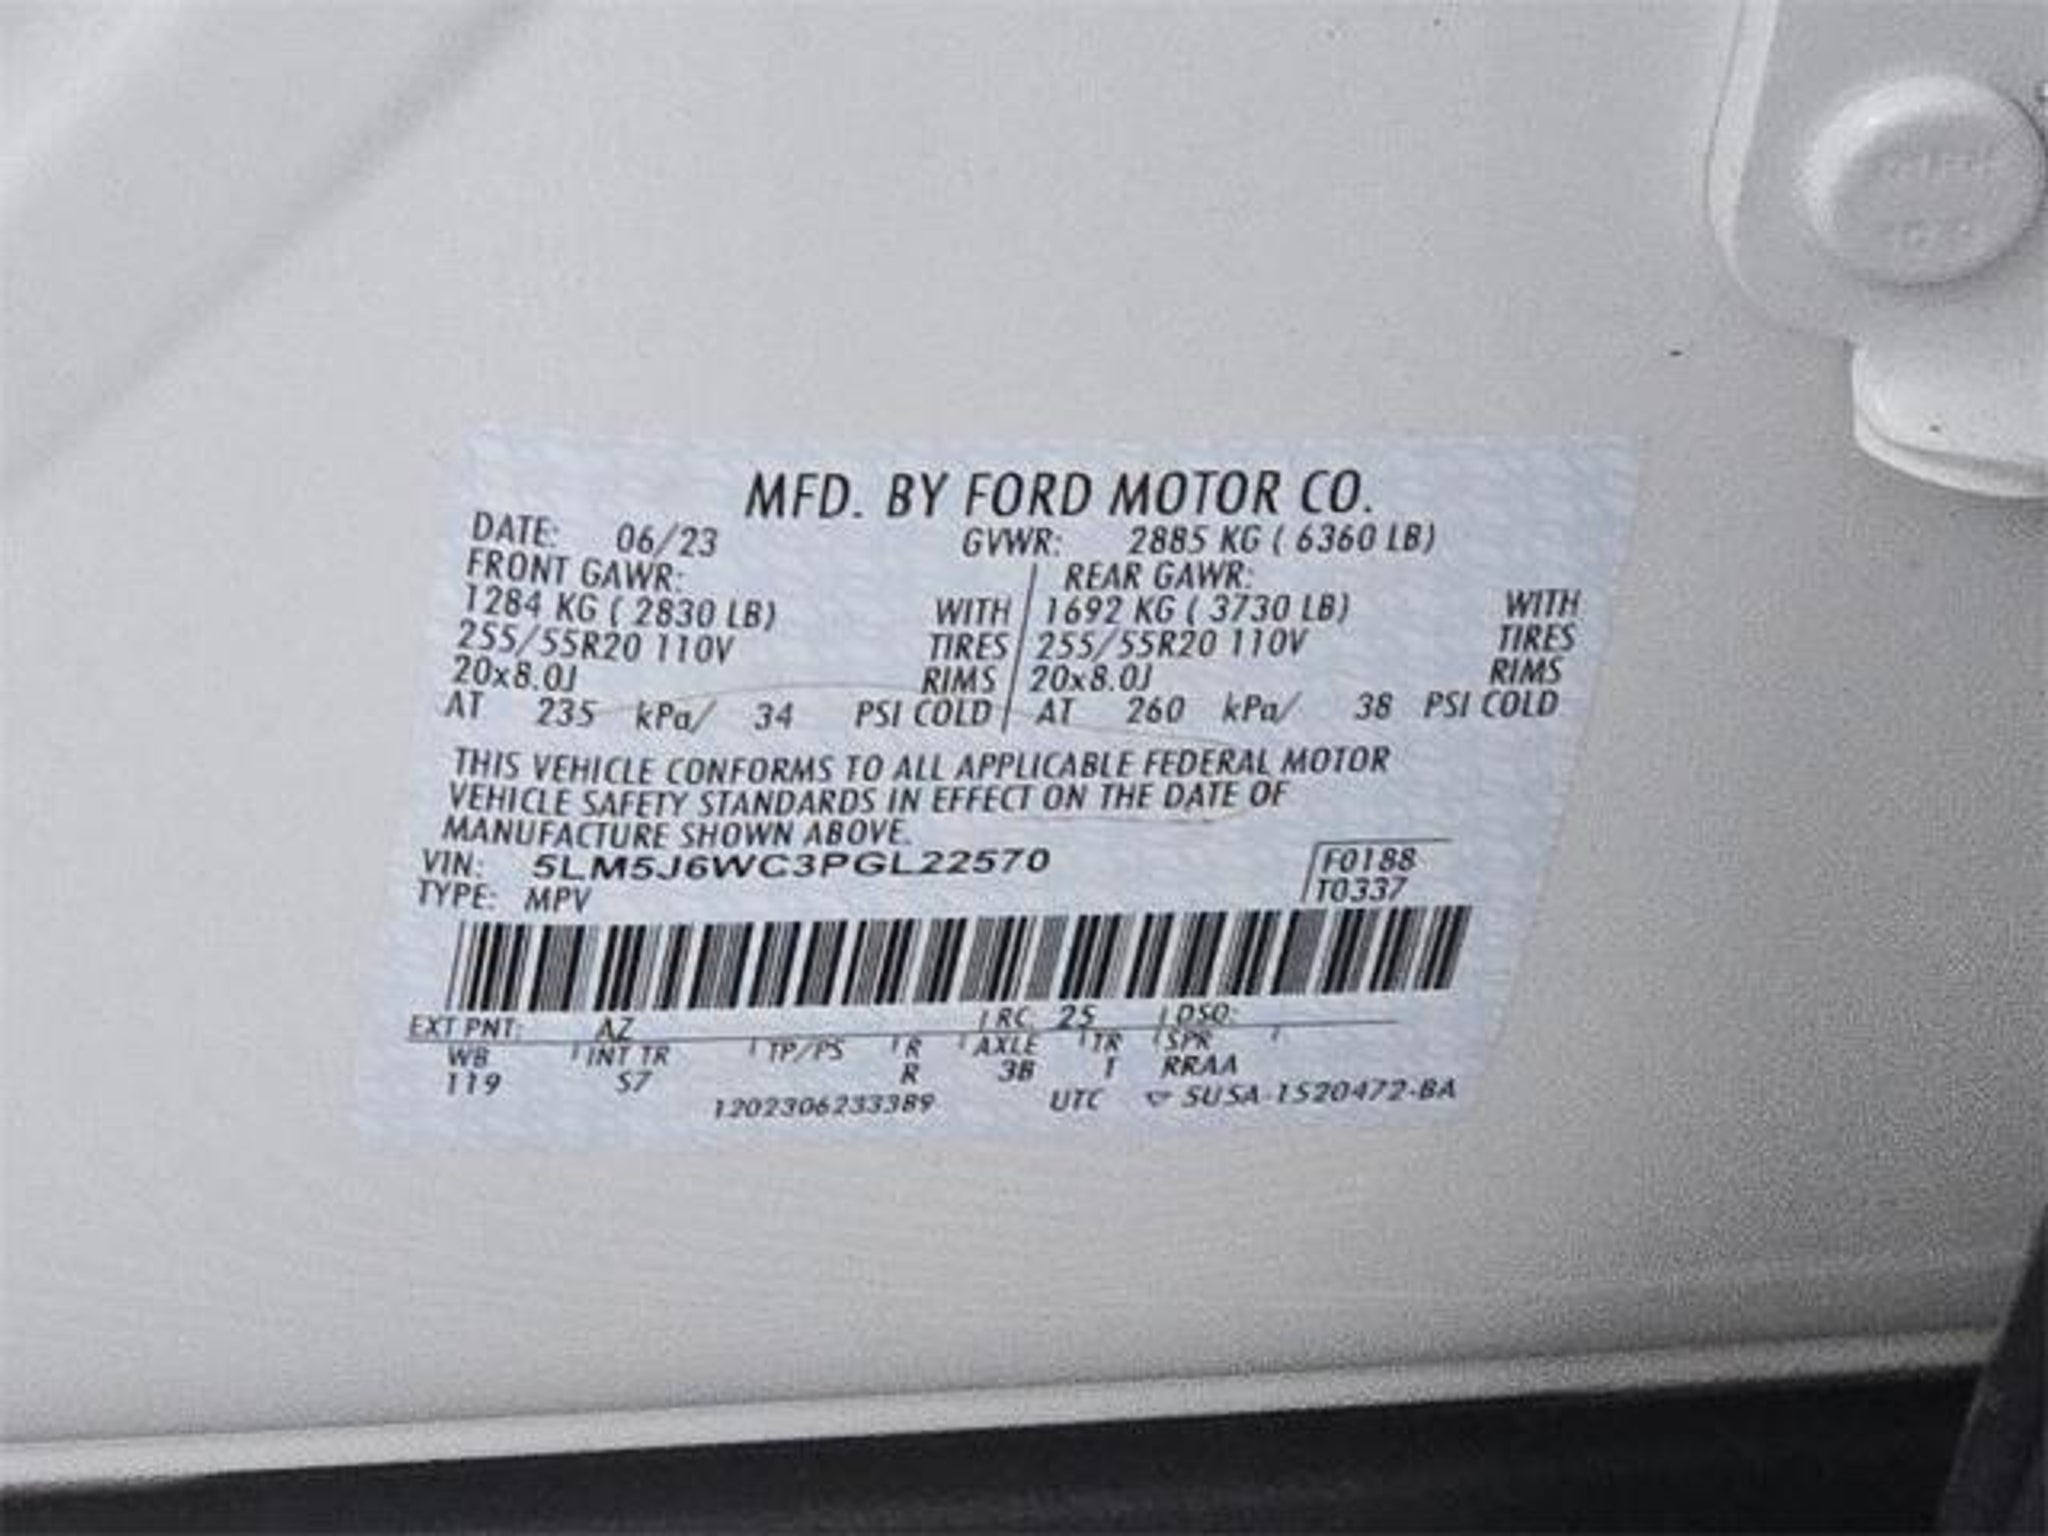 MFD. BY FORD MOTOR CO.
DATE: 06/23 GVWR: 2885 KG ( 6360 LB)
FRONT GAWR: REAR GAWR:
1284 KG ( 2830 LB) WITH 1692 KG ( 3730 LB) WITH
255/55R20 110V TIRES 255/55R20 110V TIRES
20x8.0J RIMS 20x8.0J RIMS
AT 235 kPa/ 34 PSI COLD AT 260 kPa/ 38 PSI COLD
THIS VEHICLE CONFORMS TO ALL APPLICABLE FEDERAL MOTOR
VEHICLE SAFETY STANDARDS IN EFFECT ON THE DATE OF
MANUFACTURE SHOWN ABOVE.
VIN: 5LM5J6WC3PGL22570 F0188
TYPE: MPV T0337
EXT PNT: AZ RC: 25 DSO:
WB INT TR TP/PS R AXLE TR SPR
119 S7 R 3B 1 RRAA
1202306233389 UTC SU5A-1520472-BA